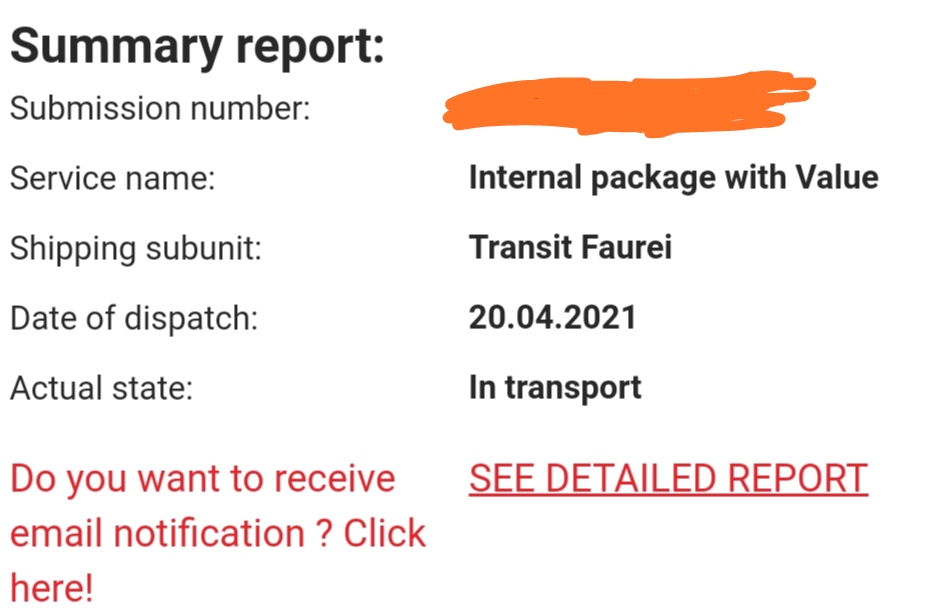 Summary report:
Submission number:
Service name: Internal package with Value
Shipping subunit: Transit Faurei
Date of dispatch: 20.04.2021
Actual state: In transport
Do you want to receive
email notification ? Click
here!
SEE DETAILED REPORT